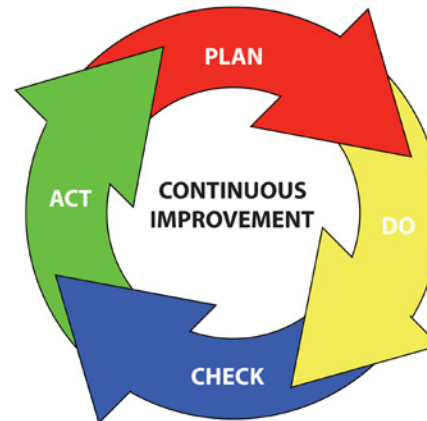 PLAN
DO
CHECK
ACT
CONTINUOUS
IMPROVEMENT